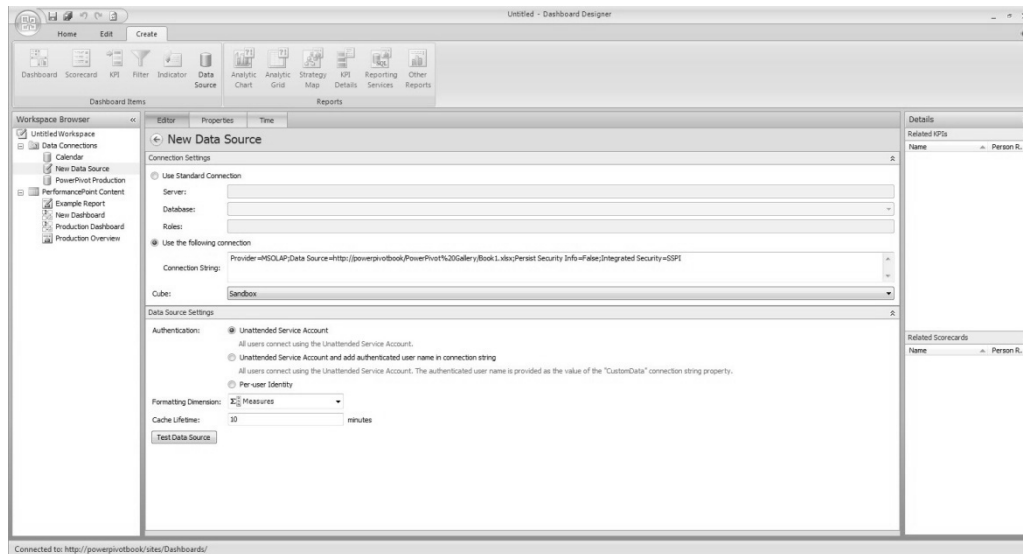 Untitled - Dashboard Designer
Home Edit Create
Dashboard Scorecard KPI Filter Indicator Data Source
Analytic Chart Analytic Grid Strategy Map KPI Details Reporting Services Other Reports
Dashboard Items Reports
Workspace Browser
Untitled Workspace
Data Connections
Calendar
New Data Source
PowerPivot Production
PerformancePoint Content
Example Report
New Dashboard
Production Dashboard
Production Overview
Editor Properties Time
New Data Source
Connection Settings
Use Standard Connection
Server:
Database:
Roles:
Use the following connection
Connection String: Provider=MSOLAP;Data Source=http://powerpivotbook/PowerPivot%20Gallery/Book1.xlsx;Persist Security Info=False;Integrated Security=SSPI
Cube: Sandbox
Data Source Settings
Authentication: Unattended Service Account
All users connect using the Unattended Service Account.
Unattended Service Account and add authenticated user name in connection string
All users connect using the Unattended Service Account. The authenticated user name is provided as the value of the "CustomData" connection string property.
Per-user Identity
Formatting Dimension: Measures
Cache Lifetime: 10 minutes
Test Data Source
Details
Related KPIs
Name Person R..
Related Scorecards
Name Person R..
Connected to: http://powerpivotbook/sites/Dashboards/